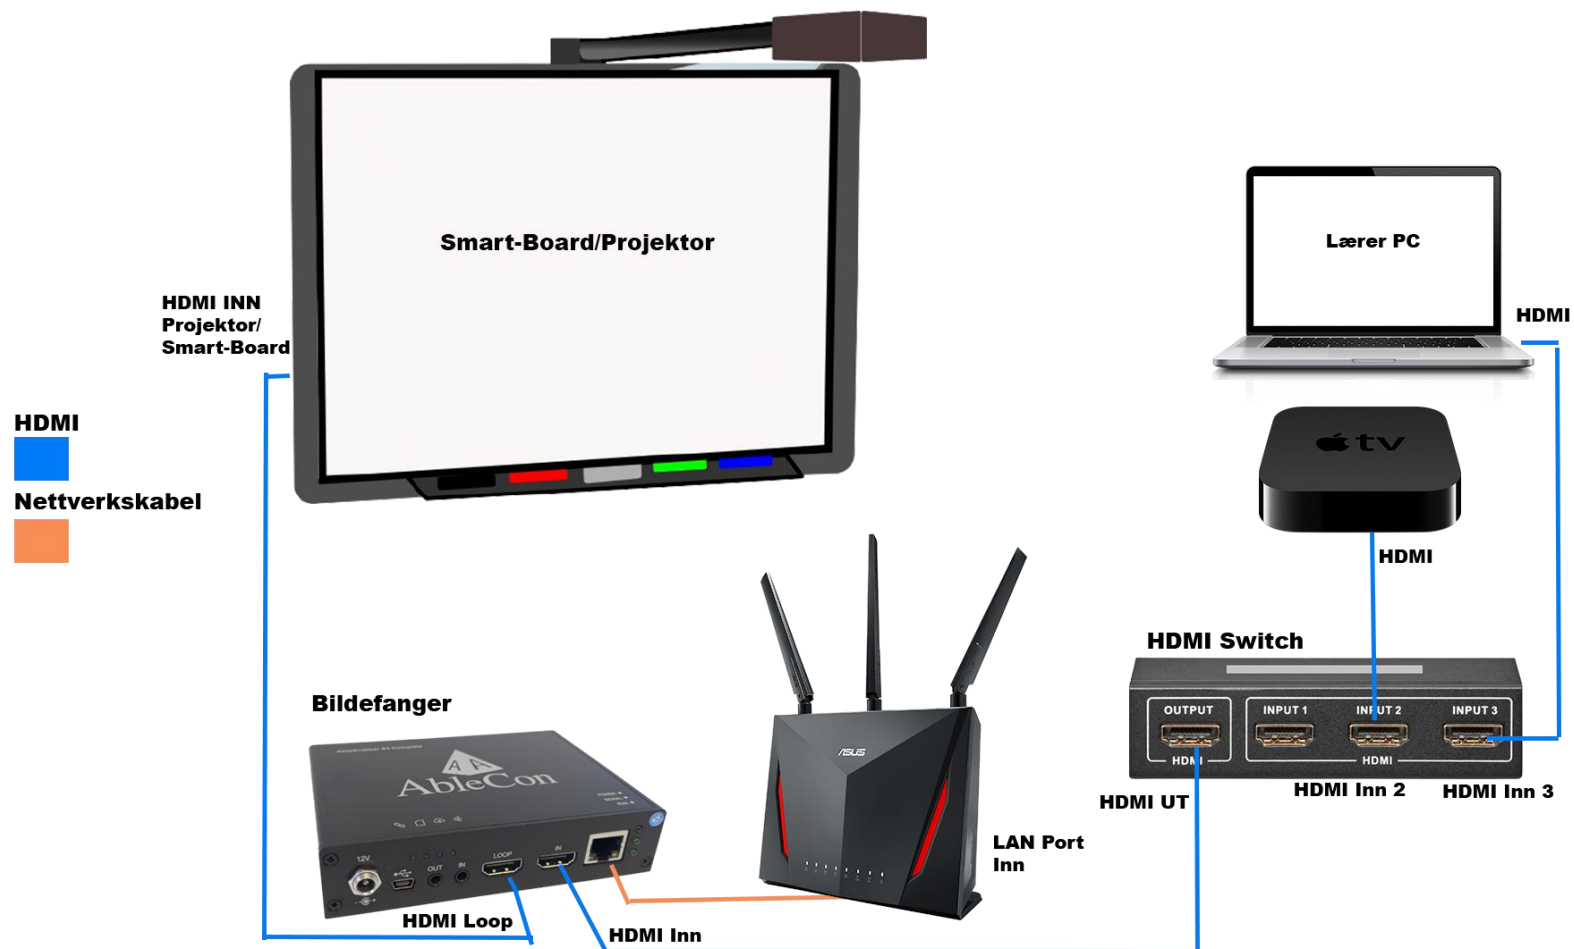 Smart-Board/Projektor
Lærer PC
HDMI INN
Projektor/
Smart-Board
HDMI
HDMI
Nettverkskabel
tv
HDMI
HDMI Switch
OUTPUT
INPUT 1
INPUT 2
INPUT 3
HDMI
HDMI
HDMI UT
HDMI Inn 2
HDMI Inn 3
Bildefanger
AA
AbleCon
12V
OUT
IN
LOOP
IN
HDMI Loop
HDMI Inn
ASUS
LAN Port
Inn